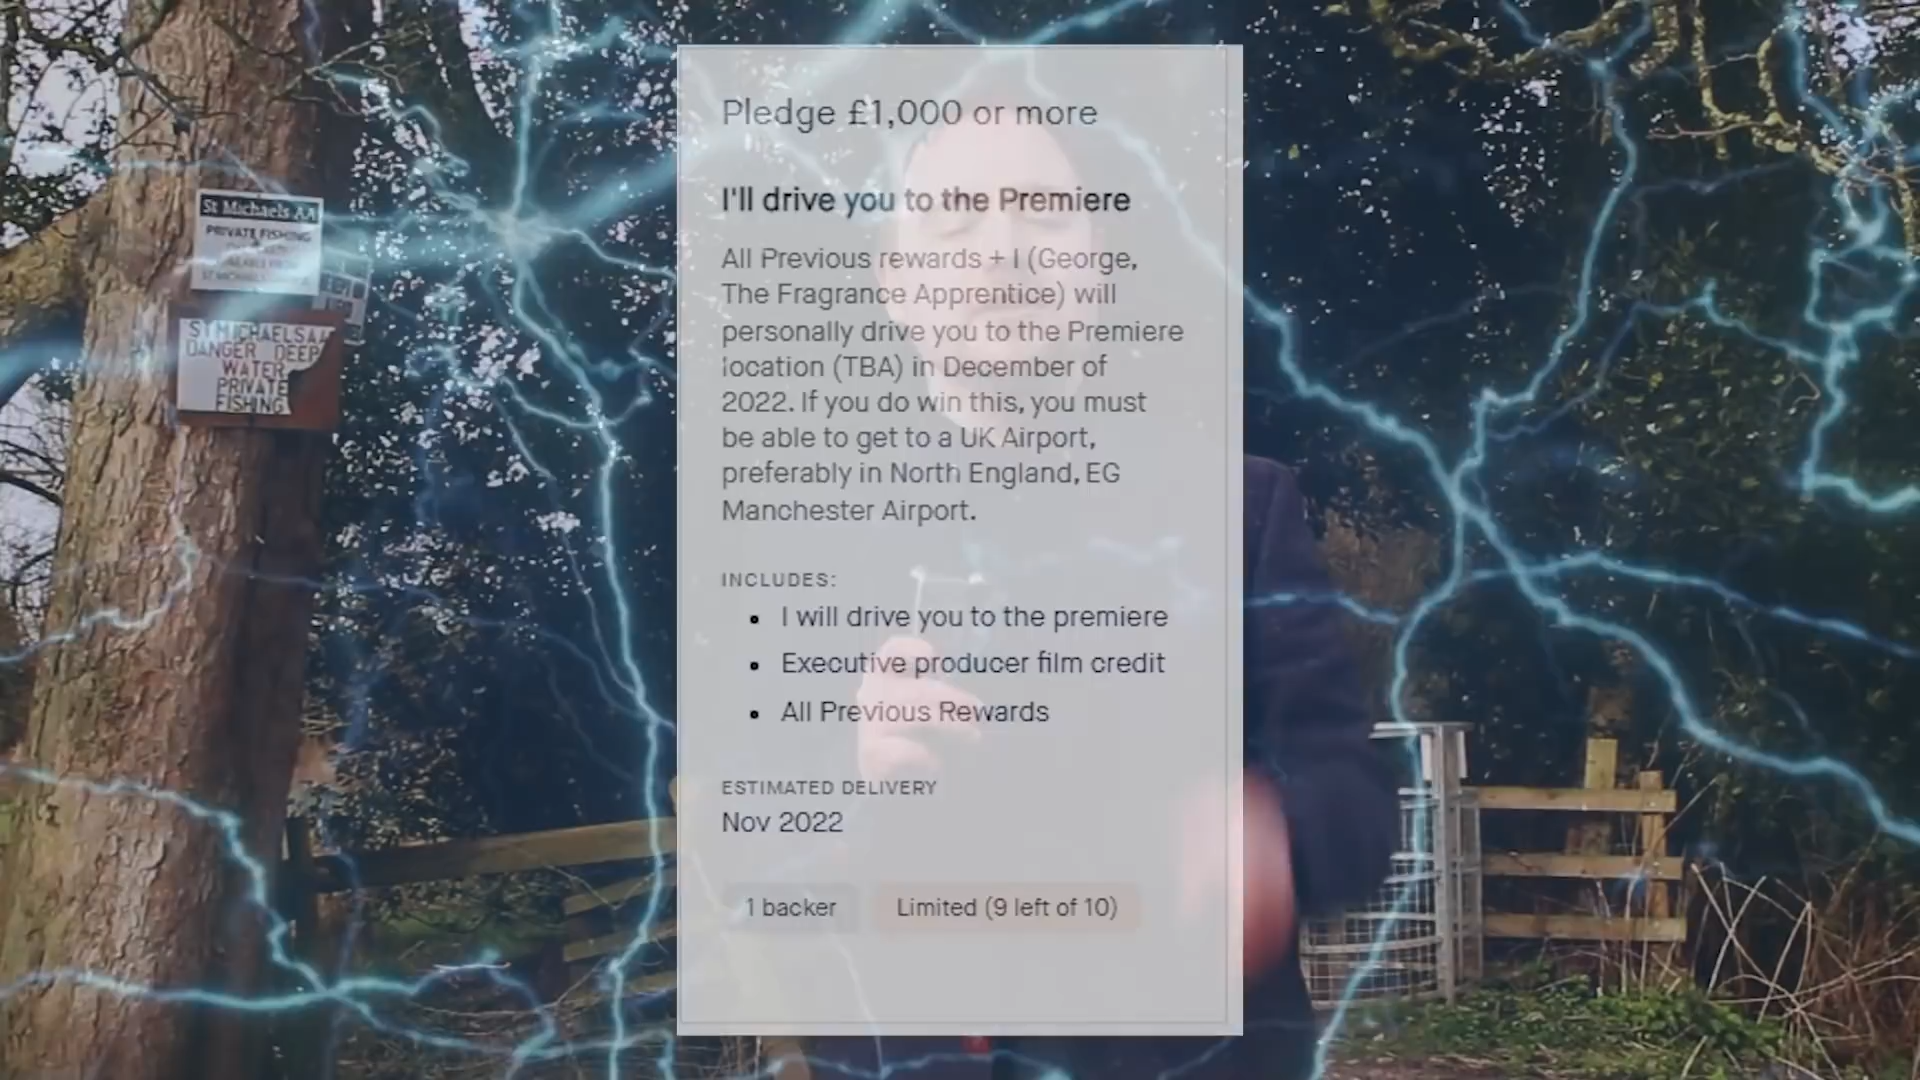 Pledge £1,000 or more
I'll drive you to the Premiere
All Previous rewards + I (George,
The Fragrance Apprentice) will
personally drive you to the Premiere
location (TBA) in December of
2022. If you do win this, you must
be able to get to a UK Airport,
preferably in North England, EG
Manchester Airport.
INCLUDES:
• I will drive you to the premiere
• Executive producer film credit
• All Previous Rewards
ESTIMATED DELIVERY
Nov 2022
1 backer
Limited (9 left of 10)
St Michaels AA
PRIVATE FISHING
ST MICHAELS AA
DANGER DEEP
WATER
PRIVATE
FISHING